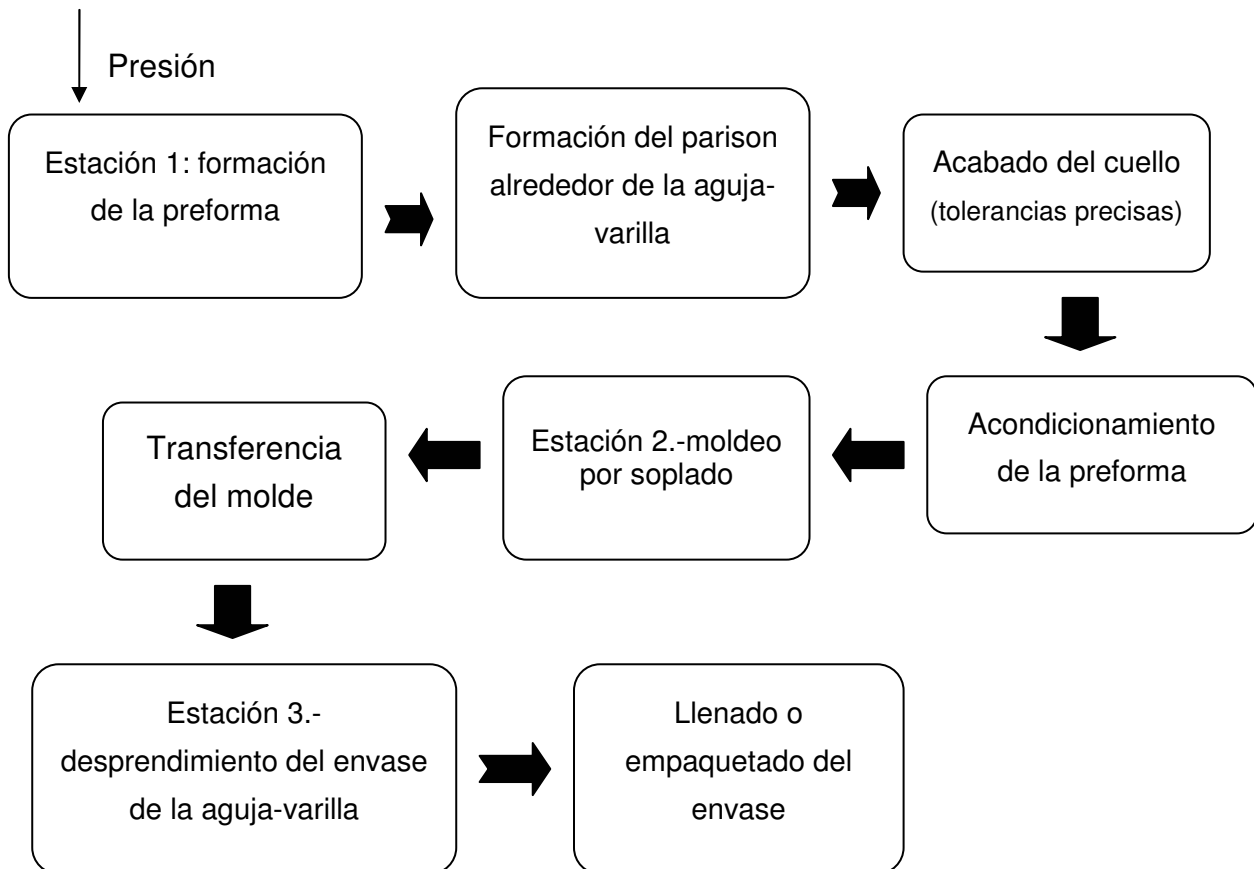 Presión
Estación 1: formación
de la preforma
Formación del parison
alrededor de la aguja-
varilla
Acabado del cuello
(tolerancias precisas)
Acondicionamiento
de la preforma
Estación 2.-moldeo
por soplado
Transferencia
del molde
Estación 3.-
desprendimiento del envase
de la aguja-varilla
Llenado o
empaquetado del
envase